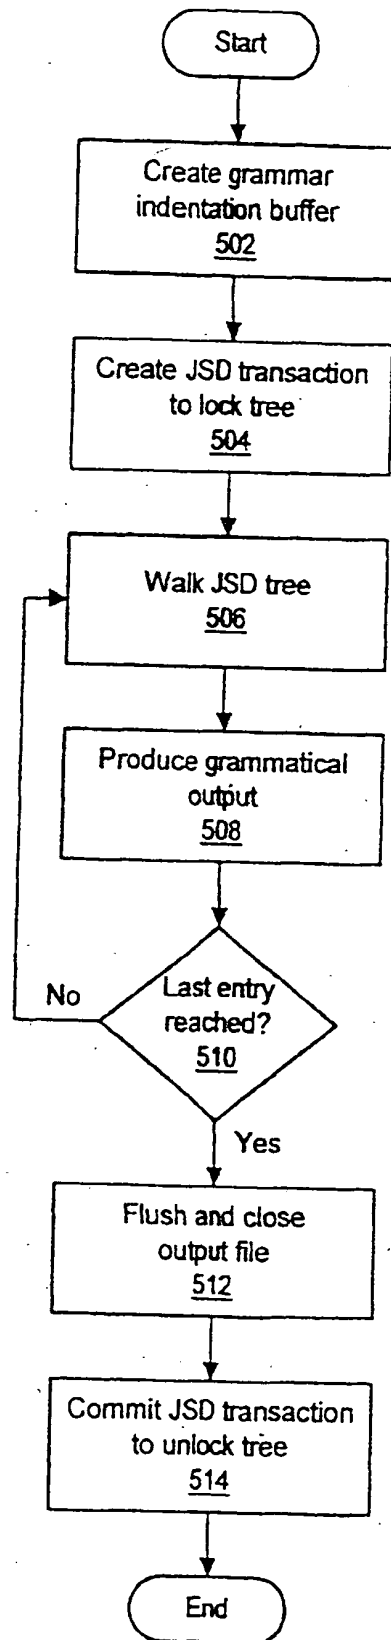 Start
Create grammar
indentation buffer
502
Create JSD transaction
to lock tree
504
Walk JSD tree
506
Produce grammatical
output
508
Last entry
reached?
510
No
Yes
Flush and close
output file
512
Commit JSD transaction
to unlock tree
514
End